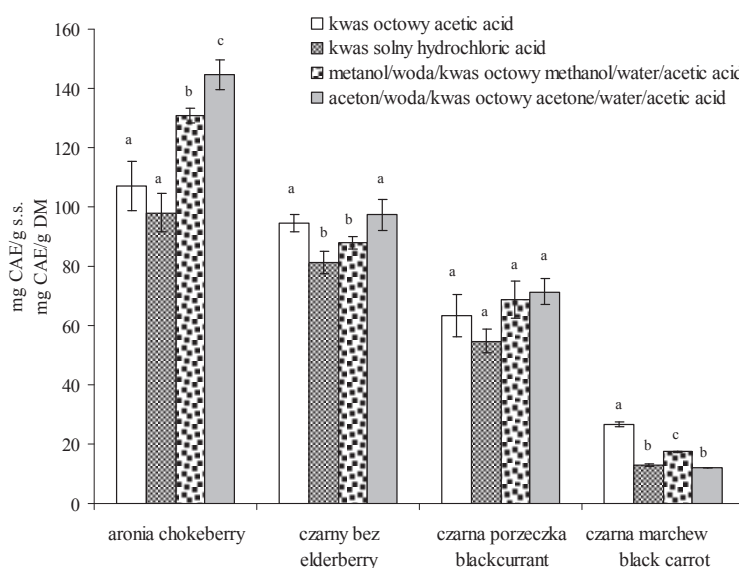 kwas octowy acetic acid
kwas solny hydrochloric acid
metanol/woda/kwas octowy methanol/water/acetic acid
aceton/woda/kwas octowy acetone/water/acetic acid
mg CAE/g s.s.
mg CAE/g DM
160
140
120
100
80
60
40
20
0
a
a
b
c
a
b
b
a
a
a
a
a
a
b
c
b
aronia chokeberry
czarny bez
elderberry
czarna porzeczka
blackcurrant
czarna marchew
black carrot